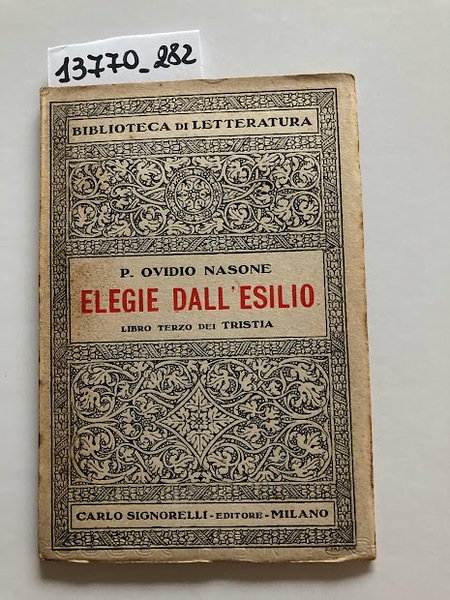 13770_282
BIBLIOTECA DI LETTERATURA
P. OVIDIO NASONE
ELEGIE DALL'ESILIO
LIBRO TERZO DEI TRISTIA
CARLO SIGNORELLI - EDITORE - MILANO